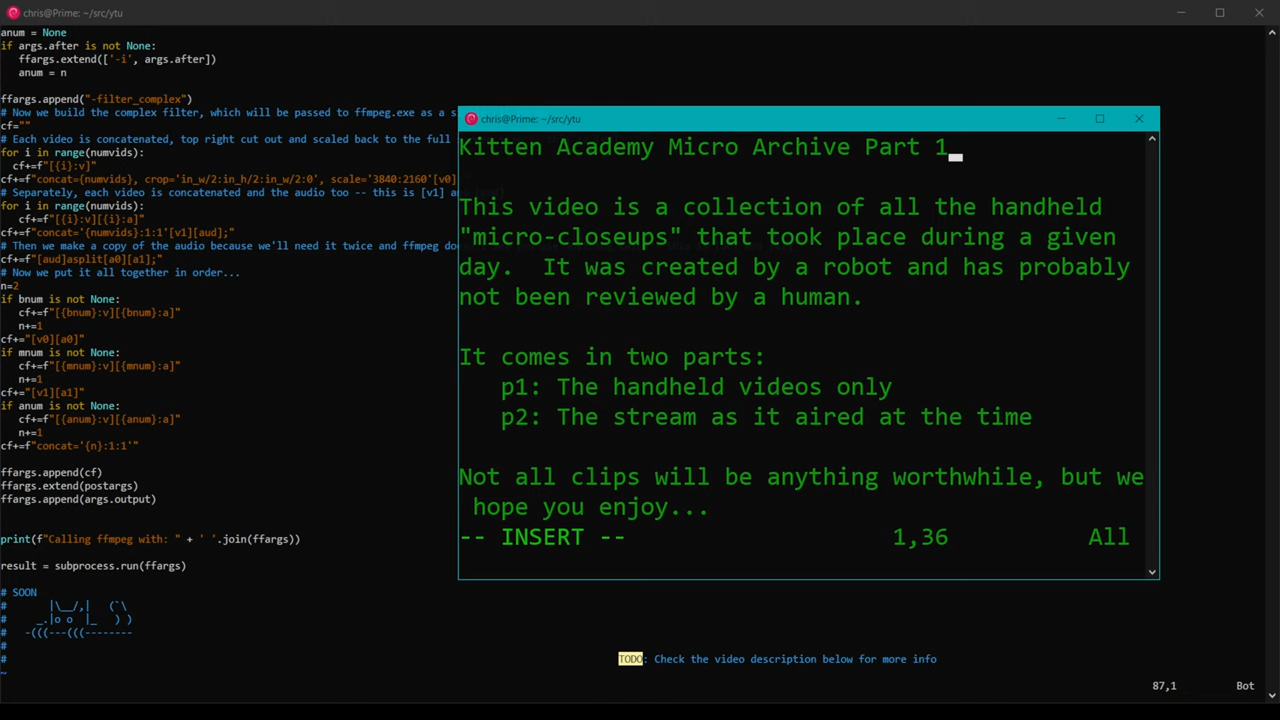 chris@Prime: ~/src/ytu
anum = None
if args.after is not None:
ffargs.extend(['-i', args.after])
anum = n
ffargs.append("-filter_complex")
# Now we build the complex filter, which will be passed to ffmpeg.exe as a s
cf=""
# Each video is concatenated, top right cut out and scaled back to the full
for i in range(numvids):
cf+=f"[{i}:v]"
cf+=f"concat={numvids}, crop='in_w/2:in_h/2:in_w/2:0', scale='3840:2160'[v0]
# Separately, each video is concatenated and the audio too -- this is [v1] a
for i in range(numvids):
cf+=f"[{i}:v][{i}:a]"
cf+=f"concat='{numvids}:1:1'[v1][aud];"
# Then we make a copy of the audio because we'll need it twice and ffmpeg do
cf+=f"[aud]asplit[a0][a1];"
# Now we put it all together in order...
n=2
if bnum is not None:
cf+=f"[{bnum}:v][{bnum}:a]"
n+=1
cf+="[v0][a0]"
if mnum is not None:
cf+=f"[{mnum}:v][{mnum}:a]"
n+=1
cf+="[v1][a1]"
if anum is not None:
cf+=f"[{anum}:v][{anum}:a]"
n+=1
cf+=f"concat='{n}:1:1'"
ffargs.append(cf)
ffargs.extend(postargs)
ffargs.append(args.output)
print(f"Calling ffmpeg with: " + ' '.join(ffargs))
result = subprocess.run(ffargs)
# SOON
#      |\__/,|   (`\
#    _.|o o  |_   ) )
#  -(((---(((--------
#
#
~
chris@Prime: ~/src/ytu
Kitten Academy Micro Archive Part 1
This video is a collection of all the handheld
"micro-closeups" that took place during a given
day.  It was created by a robot and has probably
not been reviewed by a human.
It comes in two parts:
p1: The handheld videos only
p2: The stream as it aired at the time
Not all clips will be anything worthwhile, but we
hope you enjoy...
-- INSERT -- 1,36 All
TODO: Check the video description below for more info
87,1 Bot